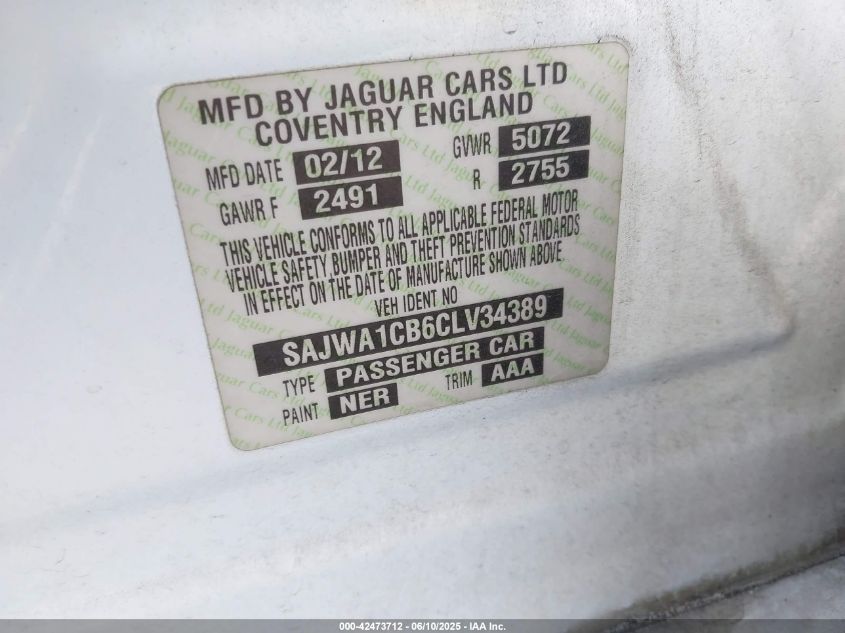 MFD BY JAGUAR CARS LTD
COVENTRY ENGLAND
MFD DATE 02/12 GVWR 5072
GAWR F 2491 R 2755
THIS VEHICLE CONFORMS TO ALL APPLICABLE FEDERAL MOTOR
VEHICLE SAFETY, BUMPER AND THEFT PREVENTION STANDARDS
IN EFFECT ON THE DATE OF MANUFACTURE SHOWN ABOVE.
VEH IDENT NO
SAJWA1CB6CLV34389
TYPE PASSENGER CAR
PAINT NER TRIM AAA
000-42473712 - 06/10/2025 - IAA Inc.